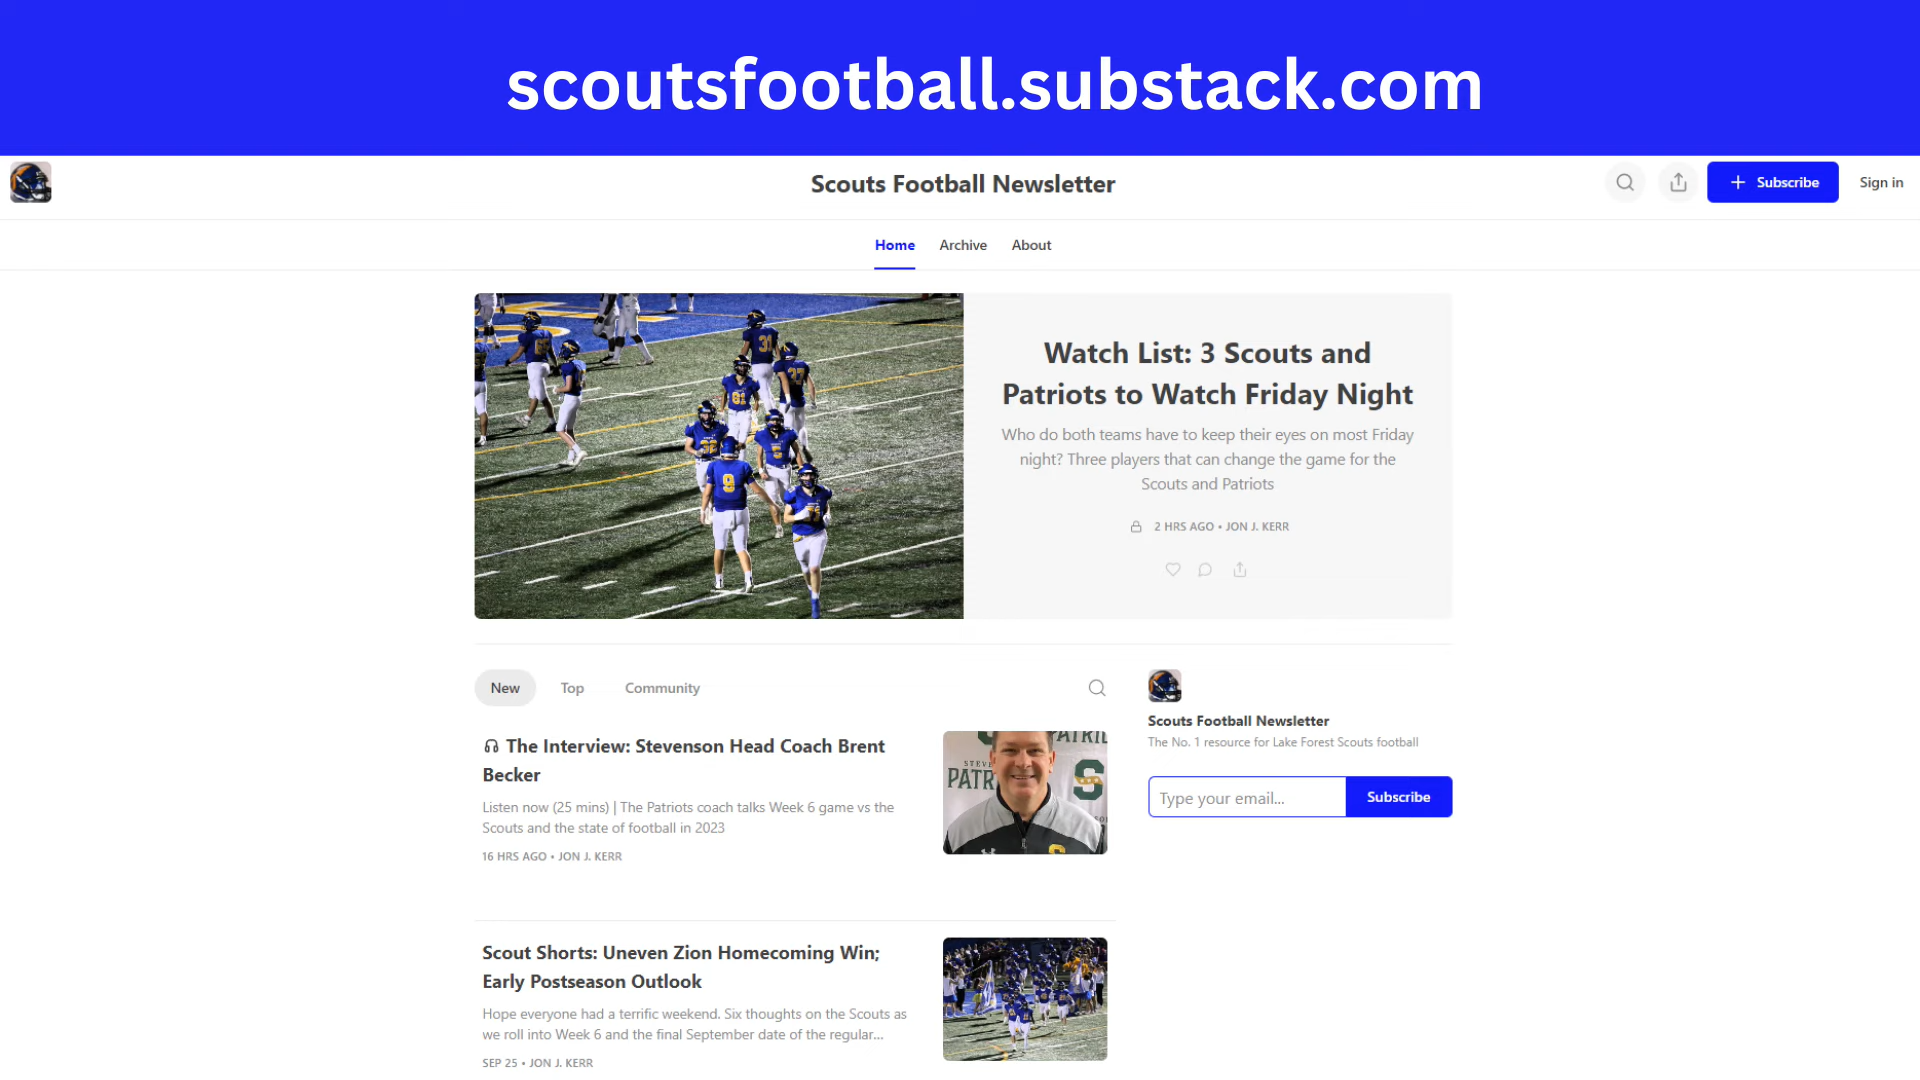 scoutsfootball.substack.com
Scouts Football Newsletter
Subscribe
Sign in
Home
Archive
About
Watch List: 3 Scouts and
Patriots to Watch Friday Night
Who do both teams have to keep their eyes on most Friday
night? Three players that can change the game for the
Scouts and Patriots
2 HRS AGO • JON J. KERR
31
61
5
9
New
Top
Community
The Interview: Stevenson Head Coach Brent
Becker
Listen now (25 mins) | The Patriots coach talks Week 6 game vs the
Scouts and the state of football in 2023
16 HRS AGO • JON J. KERR
STEVE
PATR
S
Scouts Football Newsletter
The No. 1 resource for Lake Forest Scouts football
Type your email...
Subscribe
Scout Shorts: Uneven Zion Homecoming Win;
Early Postseason Outlook
Hope everyone had a terrific weekend. Six thoughts on the Scouts as
we roll into Week 6 and the final September date of the regular...
SEP 25 • JON J. KERR